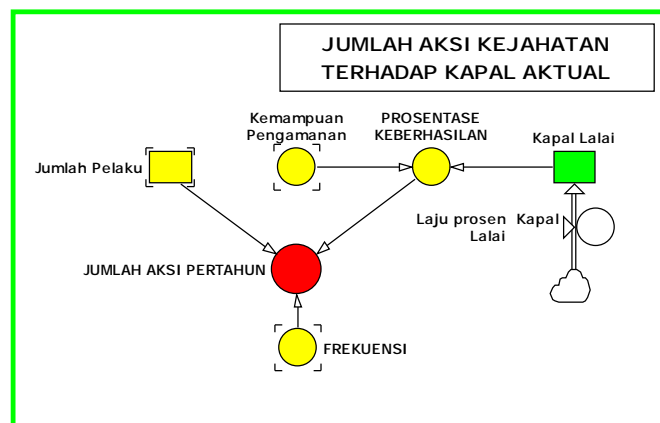 JUMLAH AKSI KEJAHATAN
TERHADAP KAPAL AKTUAL
Kemampuan
Pengamanan
PROSENTASE
KEBERHASILAN
Kapal Lalai
Jumlah Pelaku
Laju prosen Kapal
Lalai
JUMLAH AKSI PERTAHUN
FREKUENSI